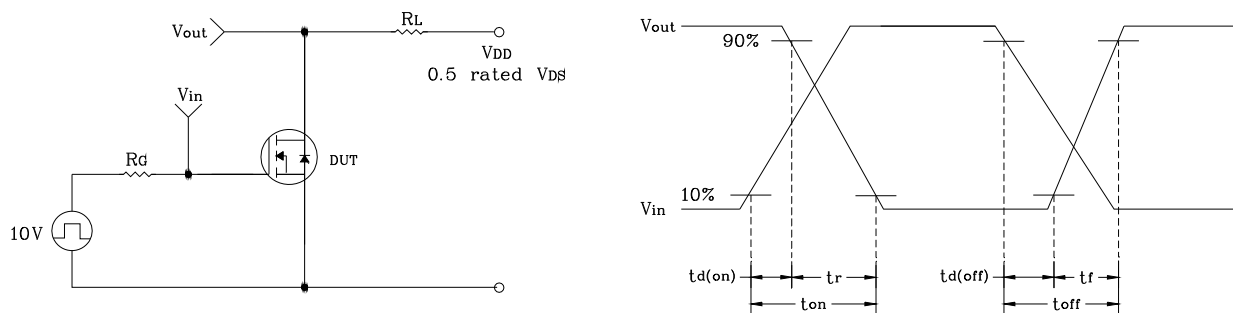 Vout
RL
VDD
0.5 rated VDS
Vin
RG
DUT
10V
Vout
90%
10%
Vin
td(on)
tr
td(off)
tf
ton
toff